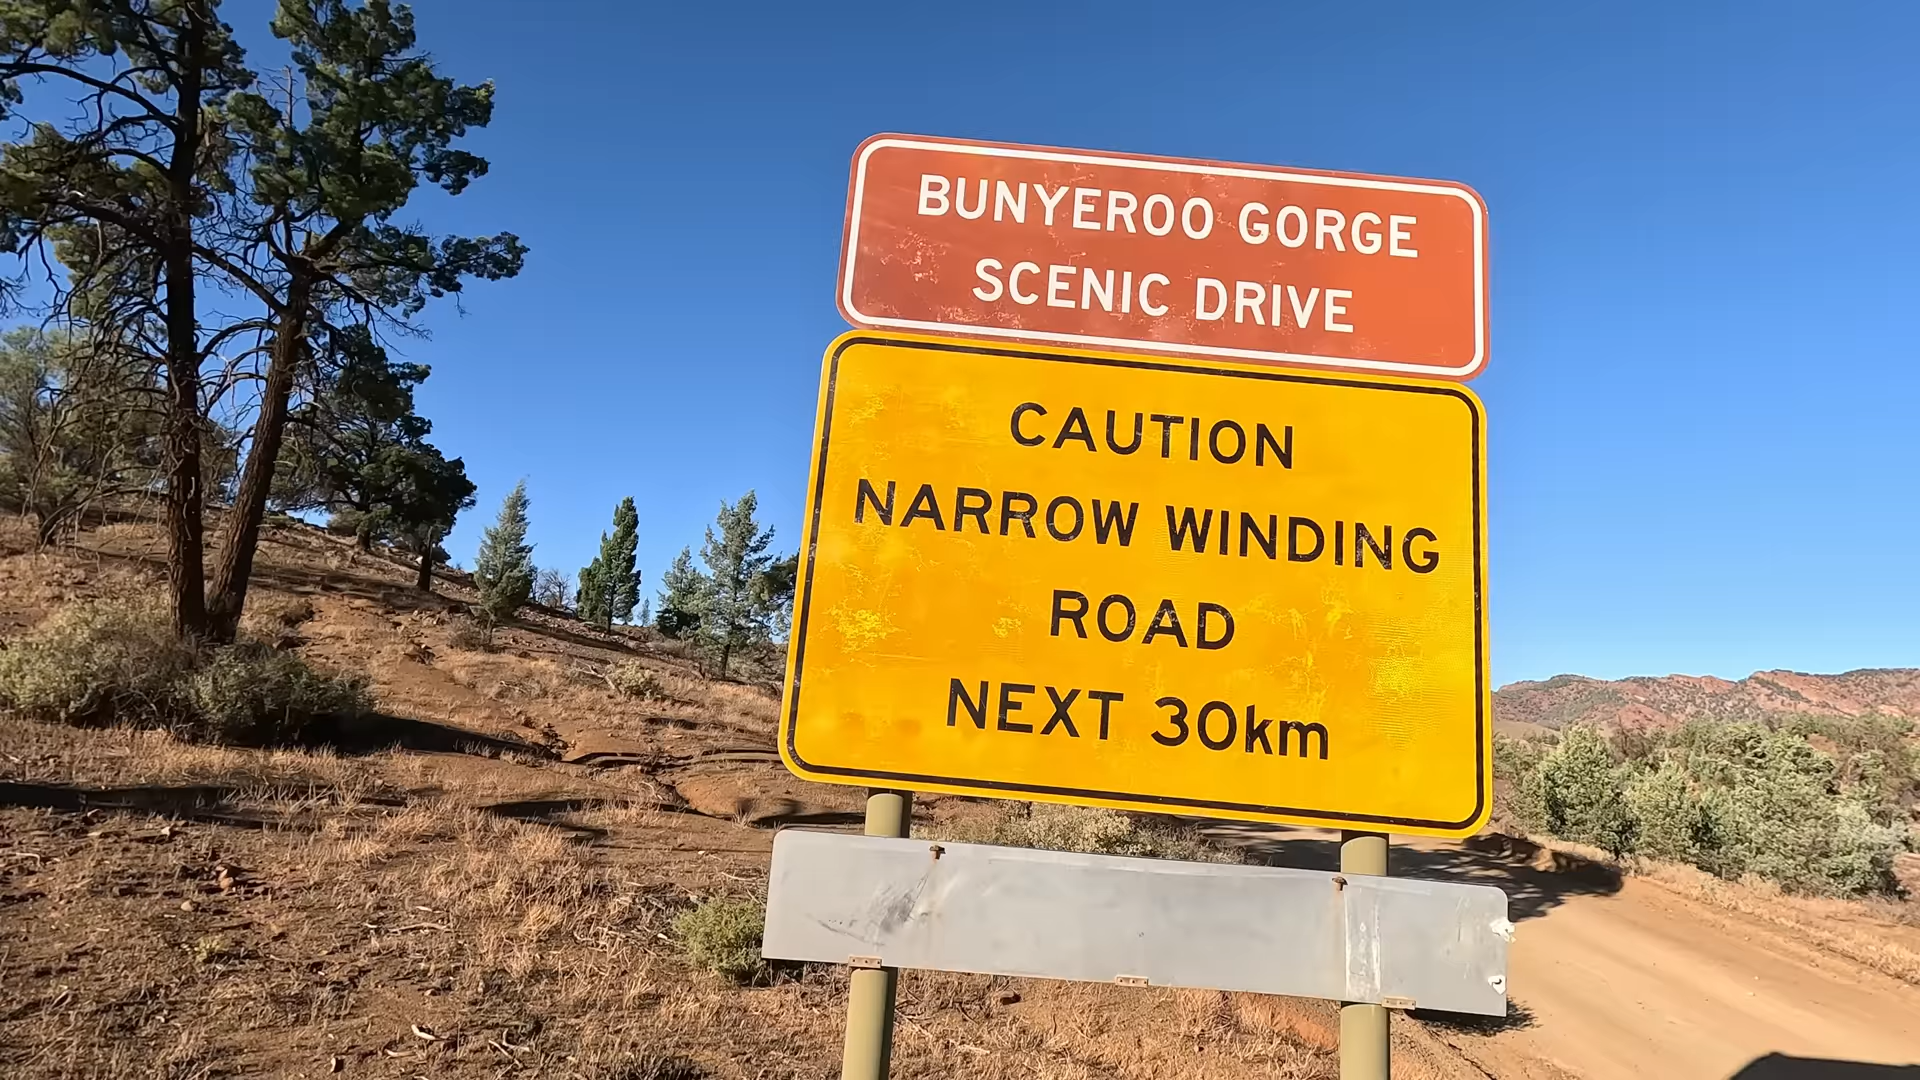 BUNYEROO GORGE
SCENIC DRIVE
CAUTION
NARROW WINDING
ROAD
NEXT 30km